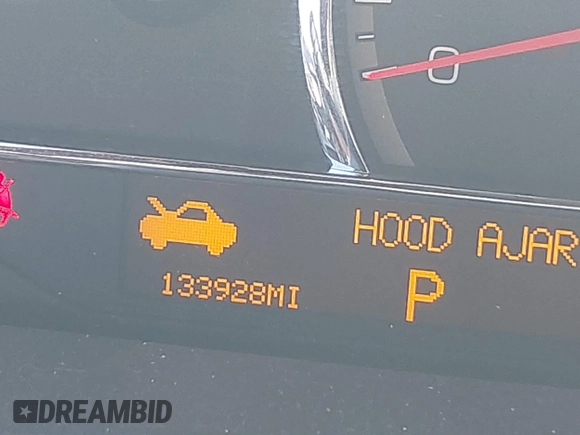 0
HOOD AJAR
133928MI
P
DREAMBID